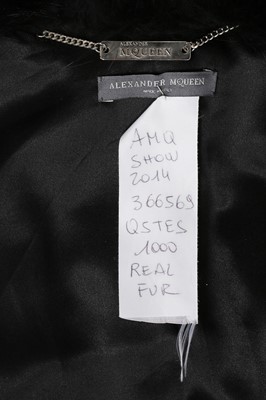 ALEXANDER
MCQUEEN
ALEXANDER MCQUEEN
AMQ
SHOW
2014
366569
QSTES
1000
REAL
FUR